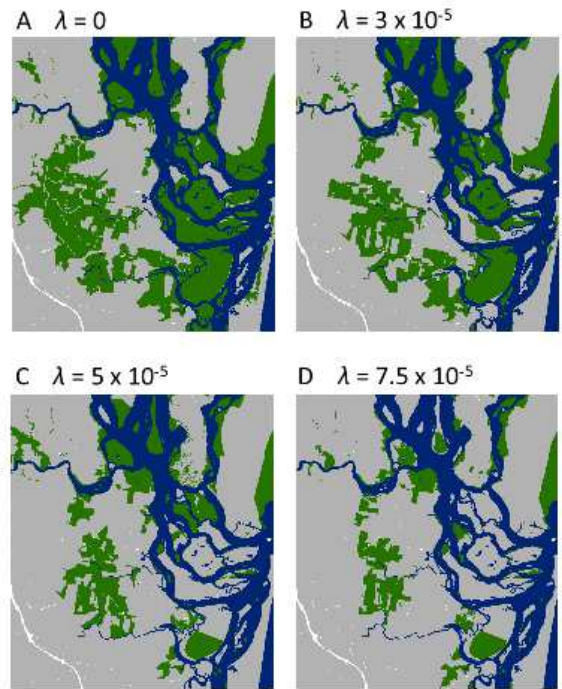 A λ = 0
B λ = 3 x 10⁻⁵
C λ = 5 x 10⁻⁵
D λ = 7.5 x 10⁻⁵